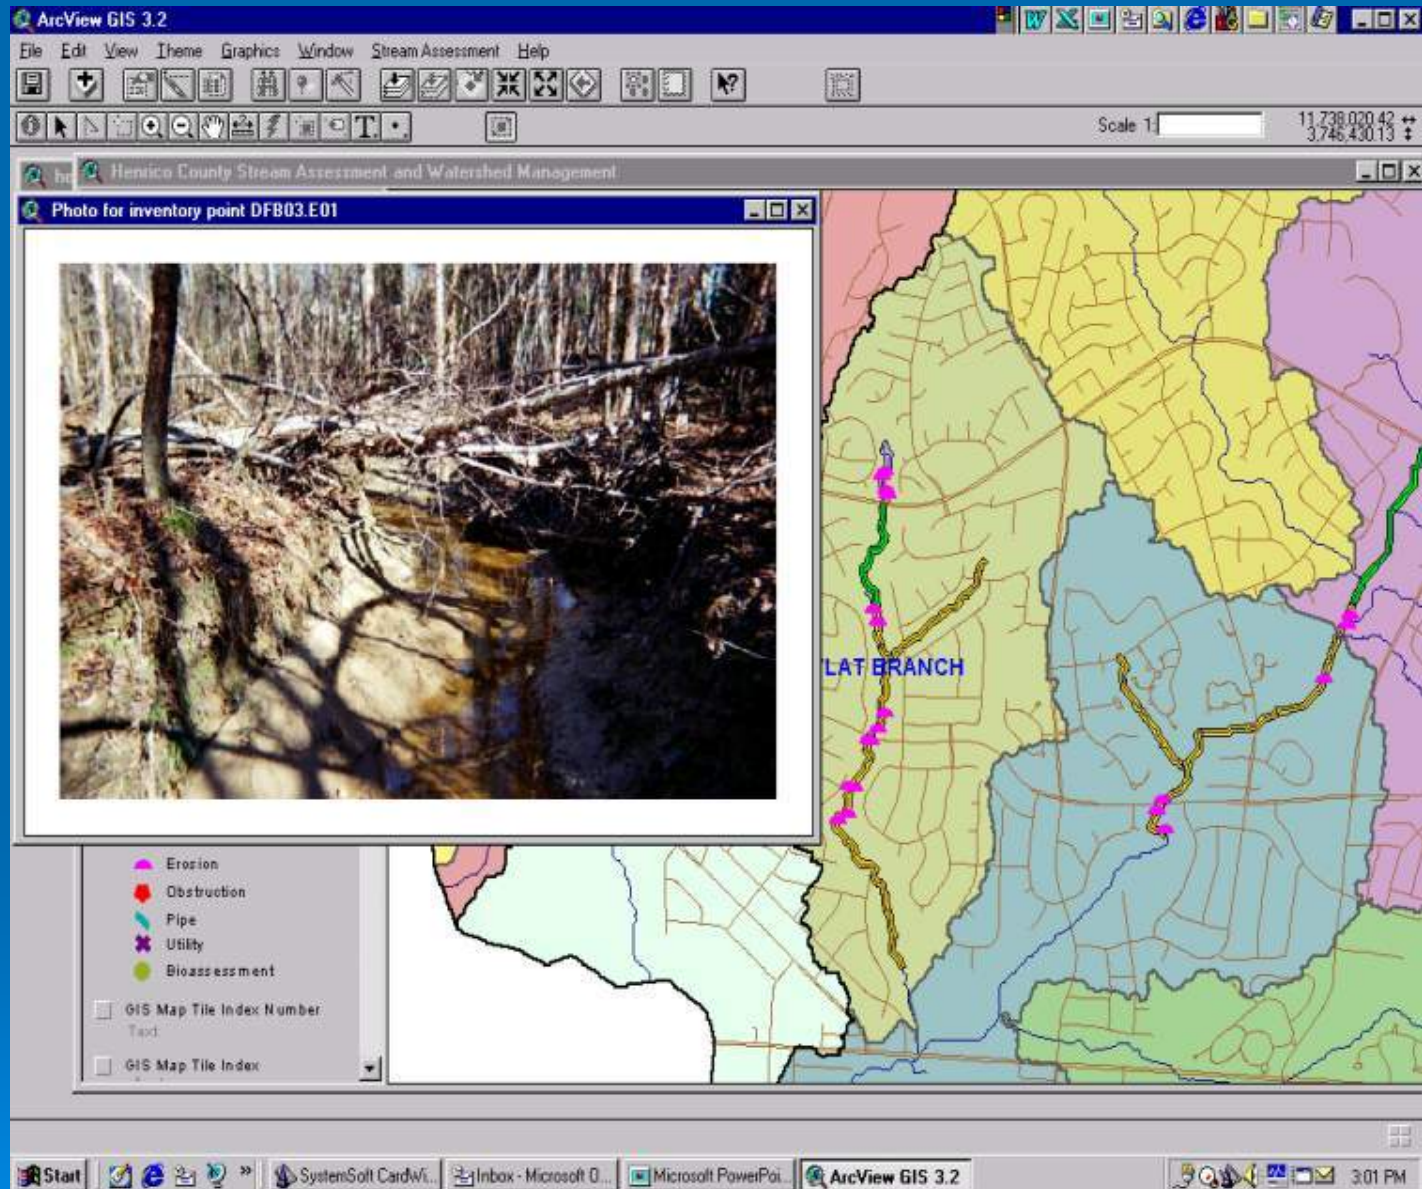 ArcView GIS 3.2
File Edit View Theme Graphics Window Stream Assessment Help
Scale 1:
11,738,020.42
3,746,430.13
Henrico County Stream Assessment and Watershed Management
Photo for inventory point DFB03.E01
LAT BRANCH
Erosion
Obstruction
Pipe
Utility
Bioassessment
GIS Map Tile Index Number
Text
GIS Map Tile Index
Start
SystemSoft CardWi...
Inbox - Microsoft O...
Microsoft PowerPoi...
ArcView GIS 3.2
3:01 PM